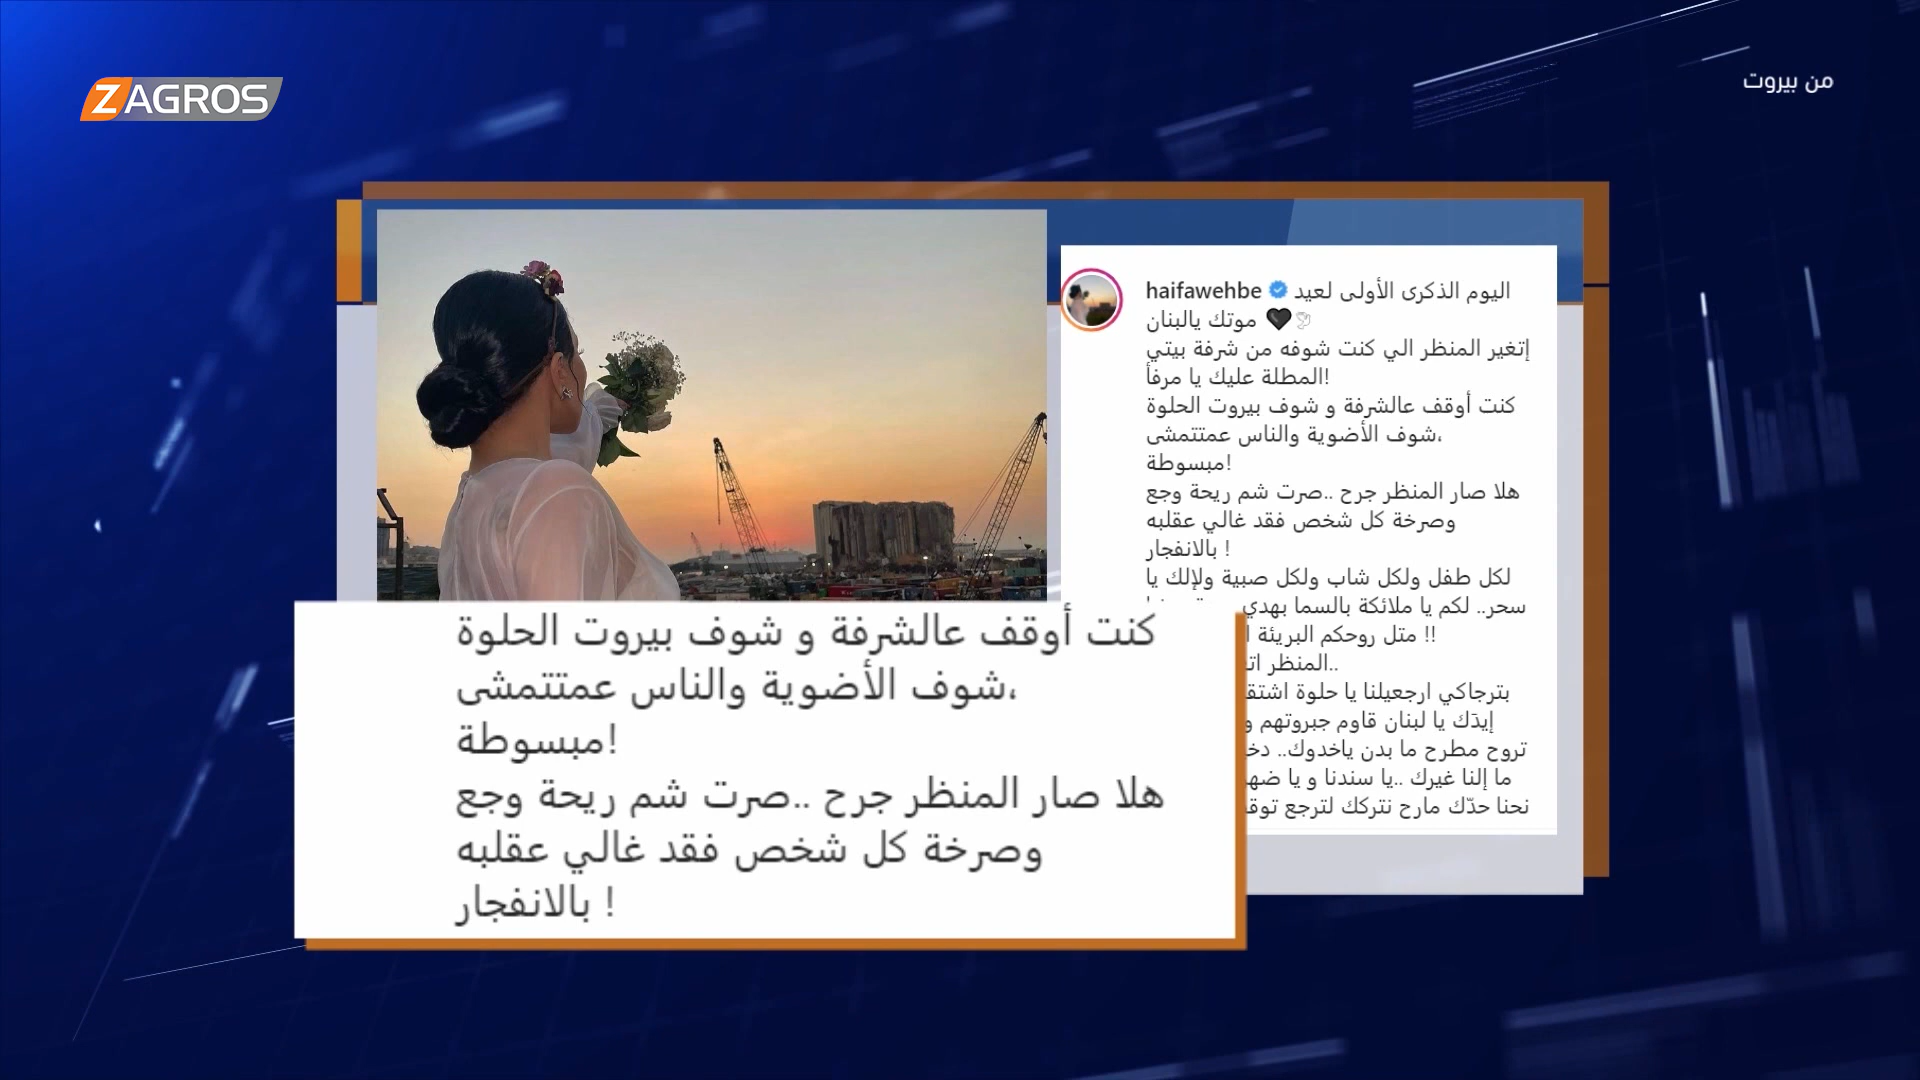 ZAGROS
من بيروت
haifawehbe اليوم الذكرى الأولى لعيد
موتك يالبنان 🖤🕊
إتغير المنظر الي كنت شوفه من شرفة بيتي
المطلة عليك يا مرفأ!
كنت أوقف عالشرفة و شوف بيروت الحلوة
شوف الأضوية والناس عمتتمشى،
مبسوطة!
هلا صار المنظر جرح ..صرت شم ريحة وجع
وصرخة كل شخص فقد غالي عقلبه
بالانفجار !
لكل طفل ولكل شاب ولكل صبية ولإلك يا
سحر.. لكم يا ملائكة بالسما بهدي
متل روحكم البريئة !!
المنظر..
بترجاكي ارجعيلنا يا حلوة
إيدَك يا لبنان قاوم جبروتهم و
تروح مطرح ما بدن ياخدوك..
ما إلنا غيرك ..يا سندنا و يا
نحنا حدّك مارح نتركك لترجع
كنت أوقف عالشرفة و شوف بيروت الحلوة
شوف الأضوية والناس عمتتمشى،
مبسوطة!
هلا صار المنظر جرح ..صرت شم ريحة وجع
وصرخة كل شخص فقد غالي عقلبه
بالانفجار !